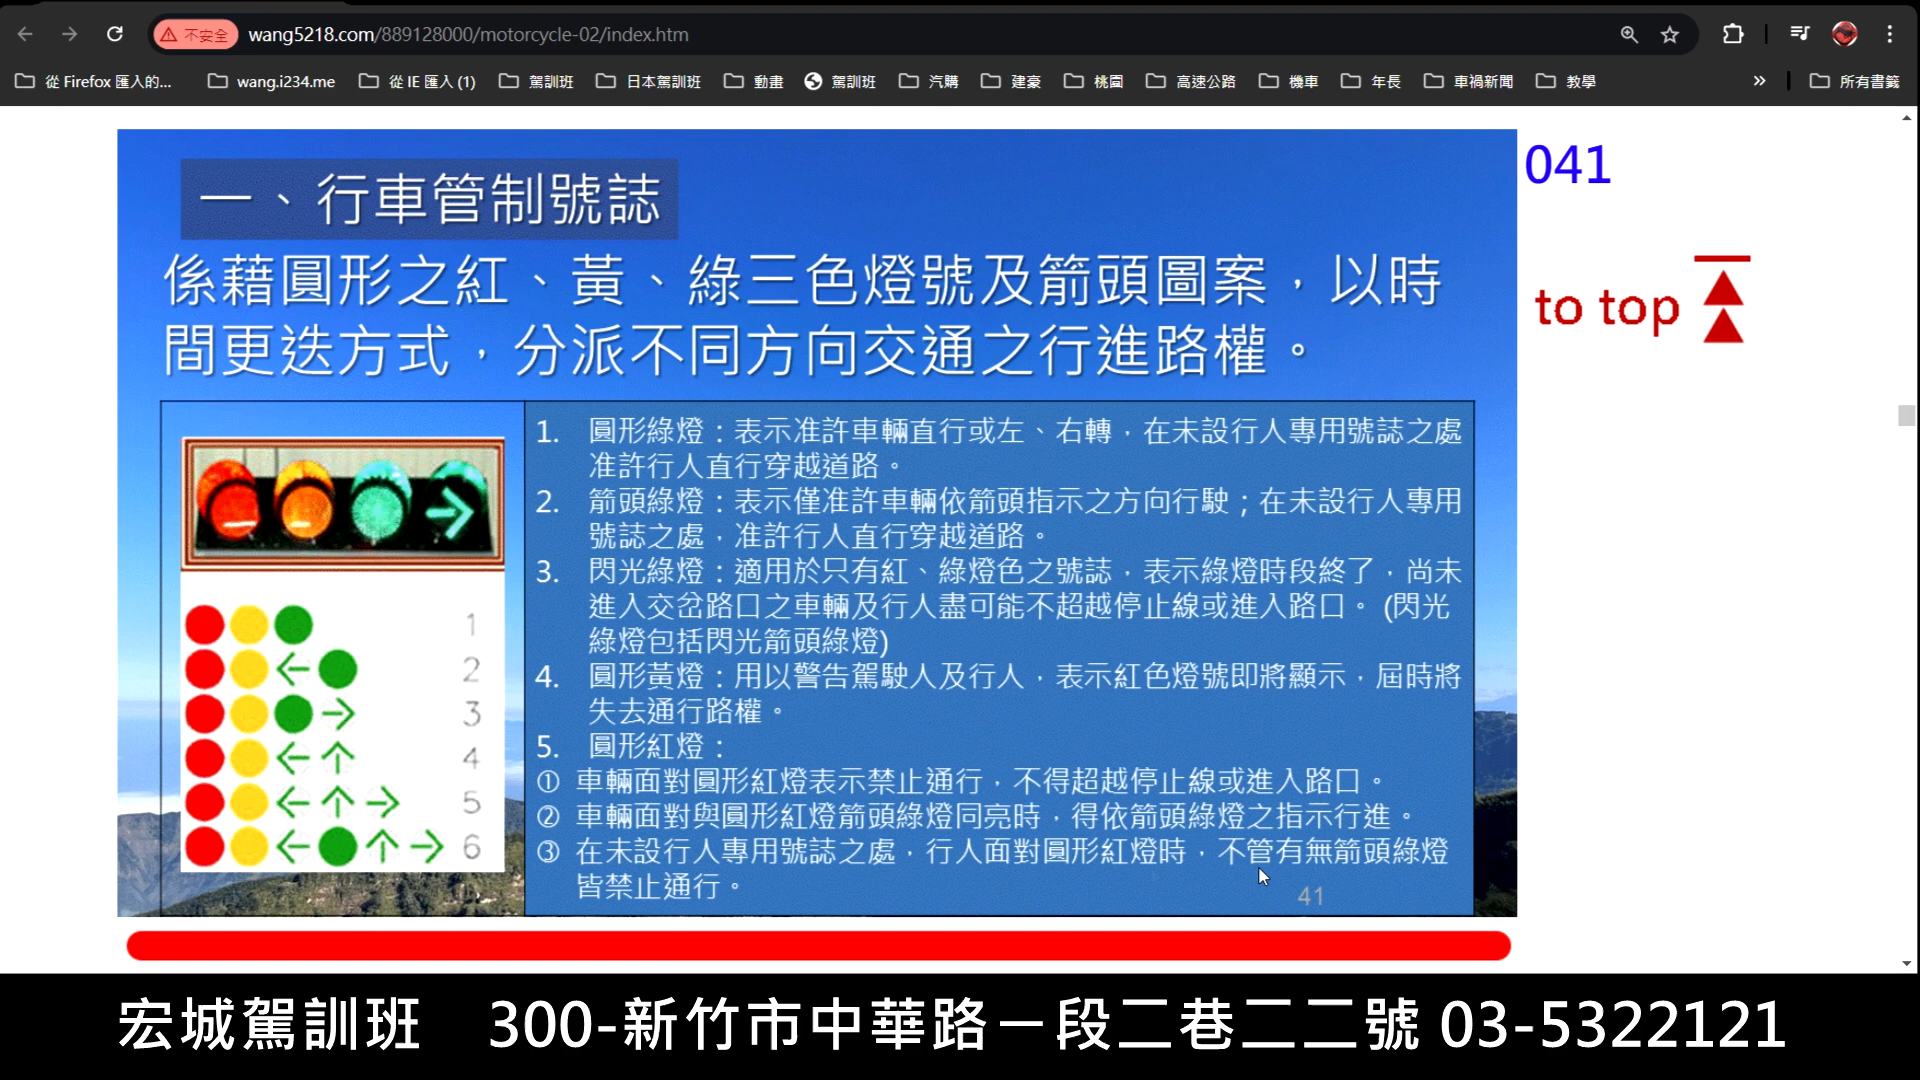 不安全 wang5218.com/889128000/motorcycle-02/index.htm
從 Firefox 匯入的... wang.i234.me 從 IE 匯入 (1) 駕訓班 日本駕訓班 動畫 駕訓班 汽購 建豪 桃園 高速公路 機車 年長 車禍新聞 教學 » 所有書籤
一、行車管制號誌
041
係藉圓形之紅、黃、綠三色燈號及箭頭圖案，以時
間更迭方式，分派不同方向交通之行進路權。
to top
1. 圓形綠燈：表示准許車輛直行或左、右轉，在未設行人專用號誌之處
准許行人直行穿越道路。
2. 箭頭綠燈：表示僅准許車輛依箭頭指示之方向行駛；在未設行人專用
號誌之處，准許行人直行穿越道路。
3. 閃光綠燈：適用於只有紅、綠燈色之號誌，表示綠燈時段終了，尚未
進入交岔路口之車輛及行人盡可能不超越停止線或進入路口。 (閃光
綠燈包括閃光箭頭綠燈)
4. 圓形黃燈：用以警告駕駛人及行人，表示紅色燈號即將顯示，屆時將
失去通行路權。
5. 圓形紅燈：
① 車輛面對圓形紅燈表示禁止通行，不得超越停止線或進入路口。
② 車輛面對與圓形紅燈箭頭綠燈同亮時，得依箭頭綠燈之指示行進。
③ 在未設行人專用號誌之處，行人面對圓形紅燈時，不管有無箭頭綠燈
皆禁止通行。
1
2
3
4
5
6
41
宏城駕訓班 300-新竹市中華路一段二巷二二號 03-5322121